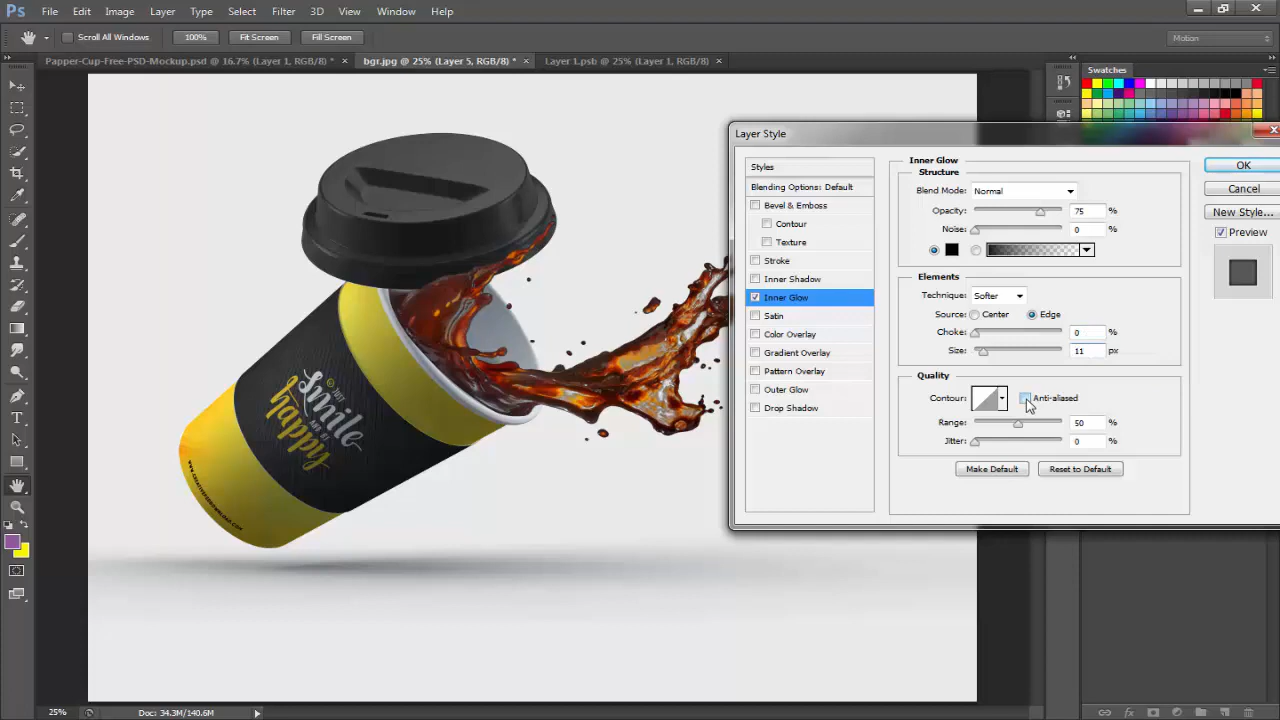 Ps File Edit Image Layer Type Select Filter 3D View Window Help
Scroll All Windows 100% Fit Screen Fill Screen Motion
Papper-Cup-Free-PSD-Mockup.psd @ 16.7% (Layer 1, RGB/8) * × bgr.jpg @ 25% (Layer 5, RGB/8) * × Layer 1.psb @ 25% (Layer 1, RGB/8) ×
Swatches
Layer Style
Styles
Blending Options: Default
Bevel & Emboss
Contour
Texture
Stroke
Inner Shadow
Inner Glow
Satin
Color Overlay
Gradient Overlay
Pattern Overlay
Outer Glow
Drop Shadow
Inner Glow
Structure
Blend Mode: Normal
Opacity: 75 %
Noise: 0 %
Elements
Technique: Softer
Source: Center Edge
Choke: 0 %
Size: 11 px
Quality
Contour: Anti-aliased
Range: 50 %
Jitter: 0 %
Make Default Reset to Default
OK
Cancel
New Style...
Preview
Smile
AND BE
happy
25% Doc: 34.3M/140.6M